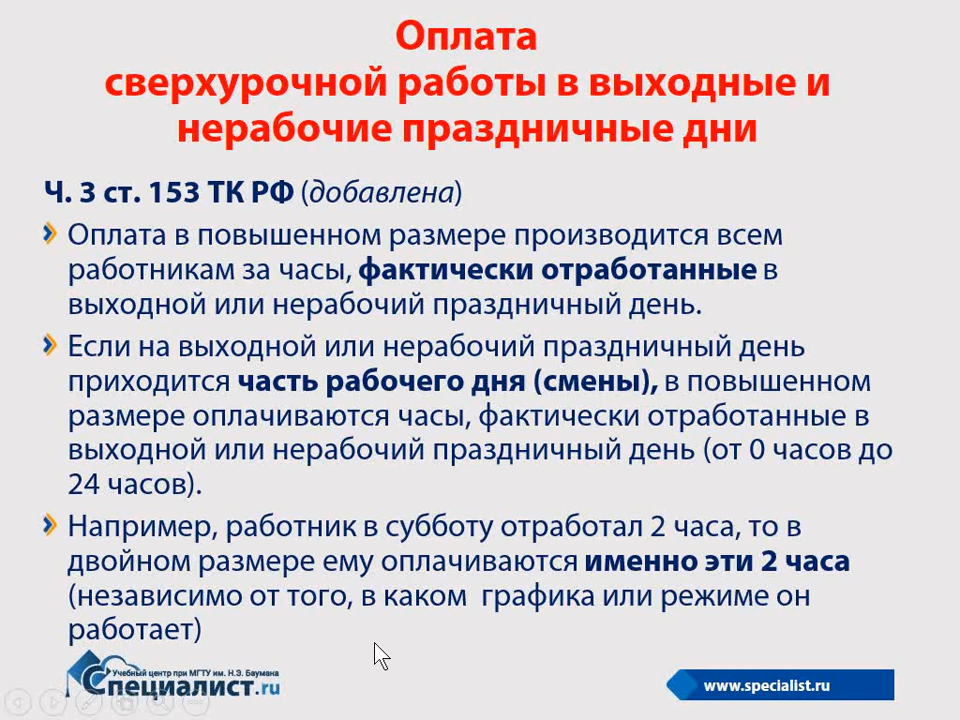 Оплата
сверхурочной работы в выходные и
нерабочие праздничные дни
Ч. 3 ст. 153 ТК РФ (добавлена)
Оплата в повышенном размере производится всем
работникам за часы, фактически отработанные в
выходной или нерабочий праздничный день.
Если на выходной или нерабочий праздничный день
приходится часть рабочего дня (смены), в повышенном
размере оплачиваются часы, фактически отработанные в
выходной или нерабочий праздничный день (от 0 часов до
24 часов).
Например, работник в субботу отработал 2 часа, то в
двойном размере ему оплачиваются именно эти 2 часа
(независимо от того, в каком графика или режиме он
работает)
Учебный центр при МГТУ им. Н.Э. Баумана
Специалист.ru
www.specialist.ru